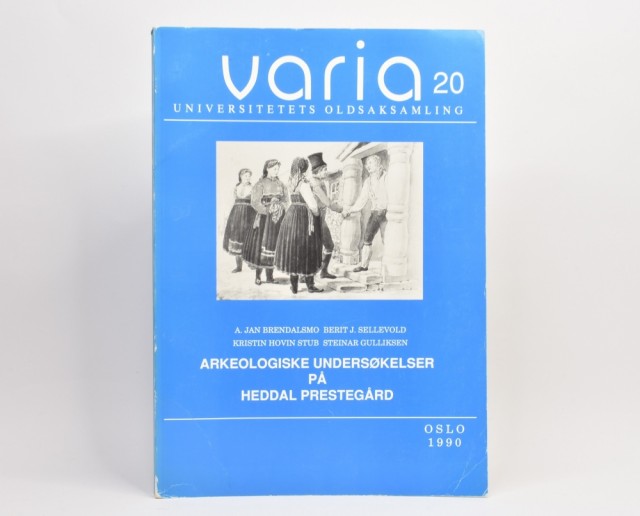 varia 20
UNIVERSITETETS OLDSAKSAMLING
A. JAN BRENDALSMO BERIT J. SELLEVOLD
KRISTIN HOVIN STUB STEINAR GULLIKSEN
ARKEOLOGISKE UNDERSØKELSER
PÅ
HEDDAL PRESTEGÅRD
OSLO
1990